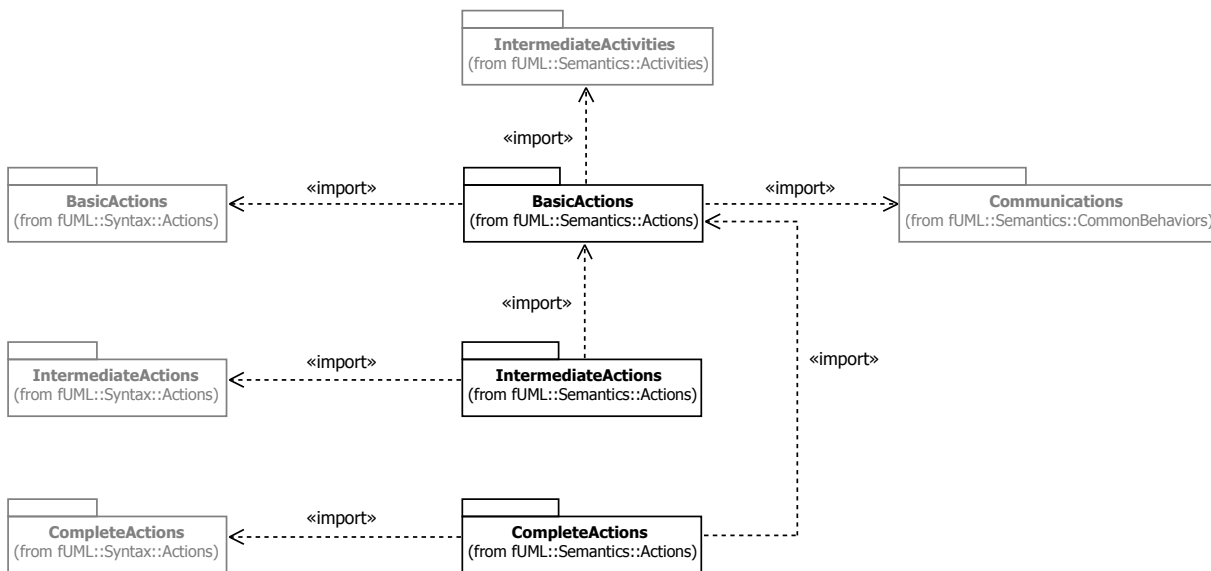 IntermediateActivities
(from fUML::Semantics::Activities)
«import»
«import»
«import»
BasicActions
(from fUML::Syntax::Actions)
BasicActions
(from fUML::Semantics::Actions)
Communications
(from fUML::Semantics::CommonBehaviors)
«import»
«import»
«import»
IntermediateActions
(from fUML::Syntax::Actions)
IntermediateActions
(from fUML::Semantics::Actions)
«import»
CompleteActions
(from fUML::Syntax::Actions)
CompleteActions
(from fUML::Semantics::Actions)